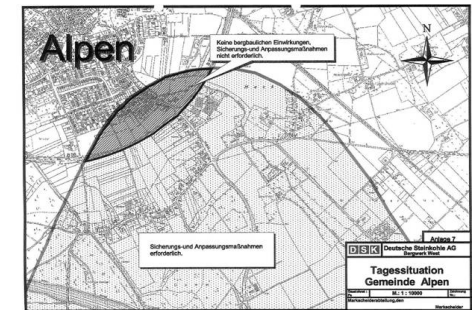 Alpen
N
Keine bergbaulichen Einwirkungen,
Sicherungs-und Anpassungsmaßnahmen
nicht erforderlich.
Sicherungs-und Anpassungsmaßnahmen
erforderlich.
Anlage 7
DSK Deutsche Steinkohle AG
Bergwerk West
Tagessituation
Gemeinde Alpen
M.: 1 : 10000
Markscheiderabteilung,den
Markscheider